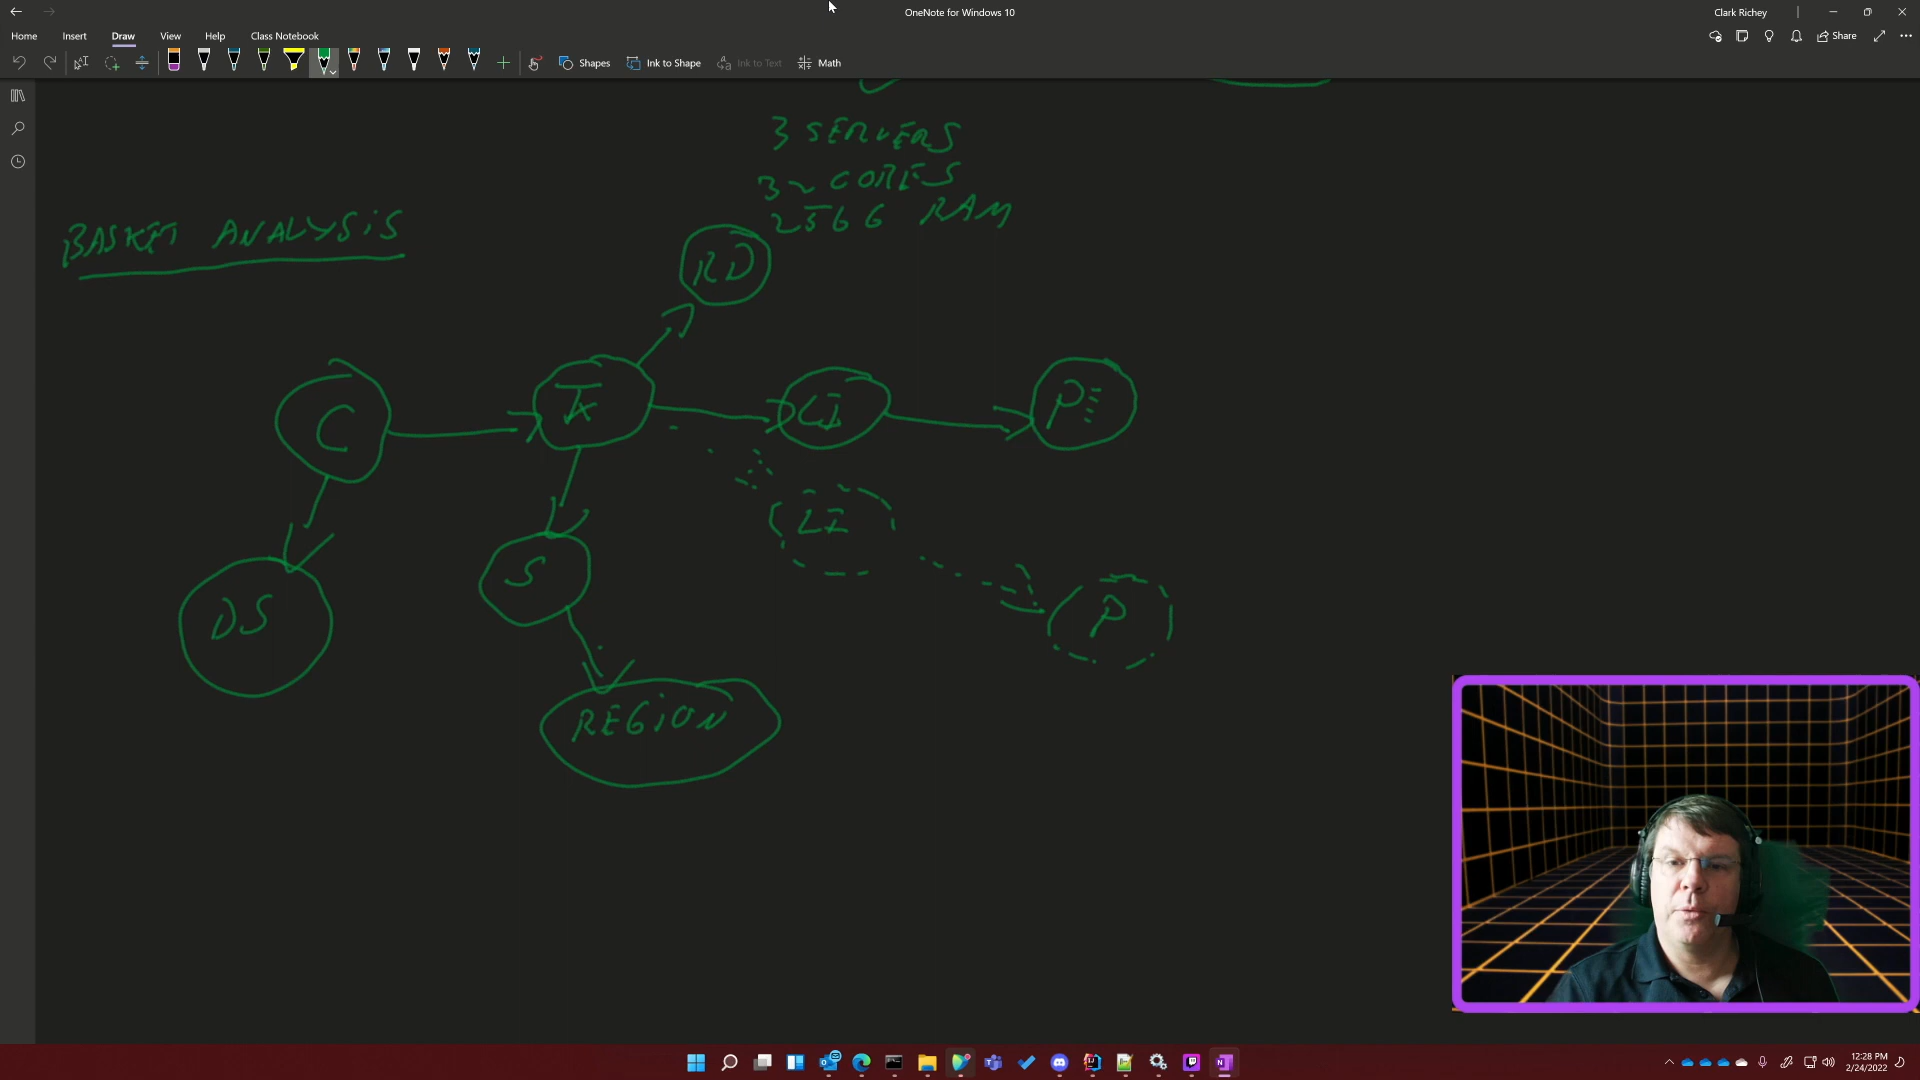 OneNote for Windows 10
Clark Richey
Home
Insert
Draw
View
Help
Class Notebook
Share
Shapes
Ink to Shape
Ink to Text
Math
3 SERVERS
32 CORES
256 G RAM
BASKET ANALYSIS
RD
C
Tx
LI
P
LI
P
S
DS
REGION
12:28 PM
2/24/2022